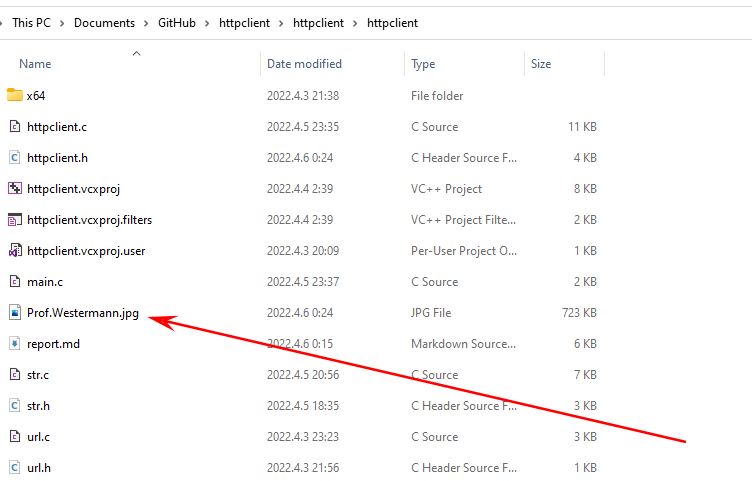 This PC > Documents > GitHub > httpclient > httpclient > httpclient
Name Date modified Type Size
x64 2022.4.3 21:38 File folder
httpclient.c 2022.4.5 23:35 C Source 11 KB
httpclient.h 2022.4.6 0:24 C Header Source F... 4 KB
httpclient.vcxproj 2022.4.4 2:39 VC++ Project 8 KB
httpclient.vcxproj.filters 2022.4.4 2:39 VC++ Project Filte... 2 KB
httpclient.vcxproj.user 2022.4.3 20:09 Per-User Project O... 1 KB
main.c 2022.4.5 23:37 C Source 2 KB
Prof.Westermann.jpg 2022.4.6 0:24 JPG File 723 KB
report.md 2022.4.6 0:15 Markdown Source... 6 KB
str.c 2022.4.5 20:56 C Source 7 KB
str.h 2022.4.5 18:35 C Header Source F... 3 KB
url.c 2022.4.3 23:23 C Source 3 KB
url.h 2022.4.3 21:56 C Header Source F... 1 KB